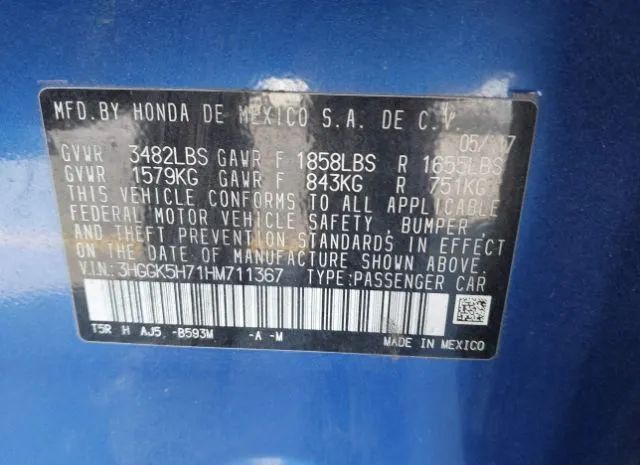 MFD.BY HONDA DE MEXICO S.A. DE C.V.
05/17
GVWR 3482LBS GAWR F 1858LBS R 1655LBS
GVWR 1579KG GAWR F 843KG R 751KG
THIS VEHICLE CONFORMS TO ALL APPLICABLE
FEDERAL MOTOR VEHICLE SAFETY, BUMPER
AND THEFT PREVENTION STANDARDS IN EFFECT
ON THE DATE OF MANUFACTURE SHOWN ABOVE.
V.I.N: 3HGGK5H71HM711367 TYPE:PASSENGER CAR
T5R H AJ5 -B593M -A -M
MADE IN MEXICO